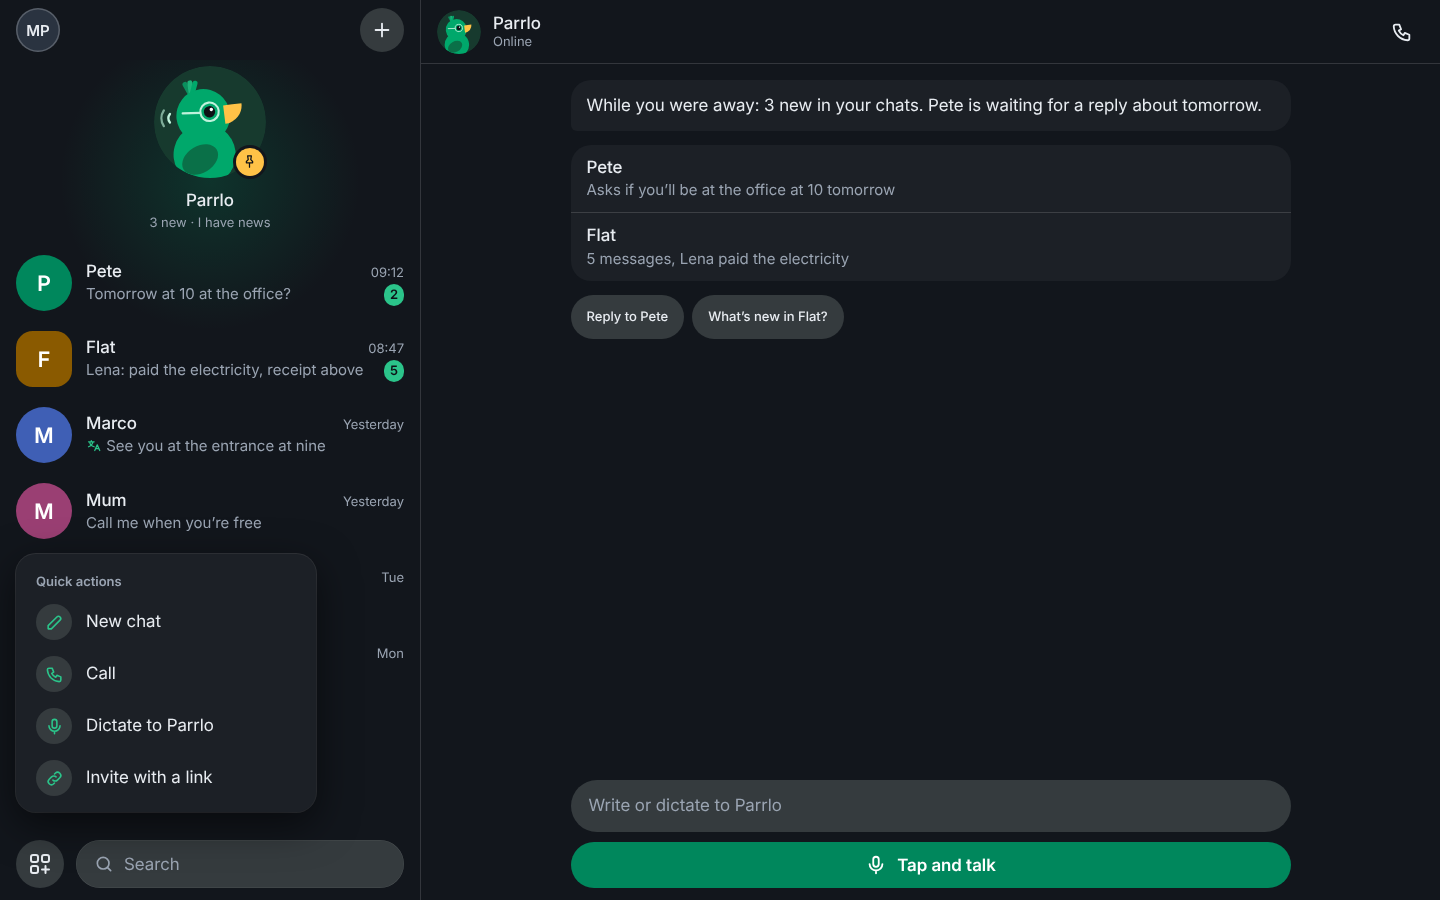 MP
Parrlo
3 new · I have news
P
Pete
09:12
Tomorrow at 10 at the office?
2
F
Flat
08:47
Lena: paid the electricity, receipt above
5
M
Marco
Yesterday
See you at the entrance at nine
M
Mum
Yesterday
Call me when you’re free
Tue
Mon
Quick actions
New chat
Call
Dictate to Parrlo
Invite with a link
Search
Parrlo
Online
While you were away: 3 new in your chats. Pete is waiting for a reply about tomorrow.
Pete
Asks if you’ll be at the office at 10 tomorrow
Flat
5 messages, Lena paid the electricity
Reply to Pete
What’s new in Flat?
Write or dictate to Parrlo
Tap and talk